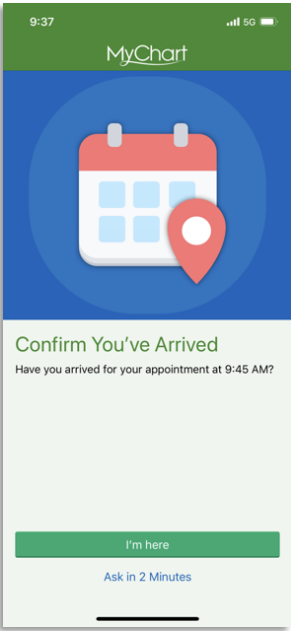 9:37 5G
MyChart
Confirm You've Arrived
Have you arrived for your appointment at 9:45 AM?
I'm here
Ask in 2 Minutes